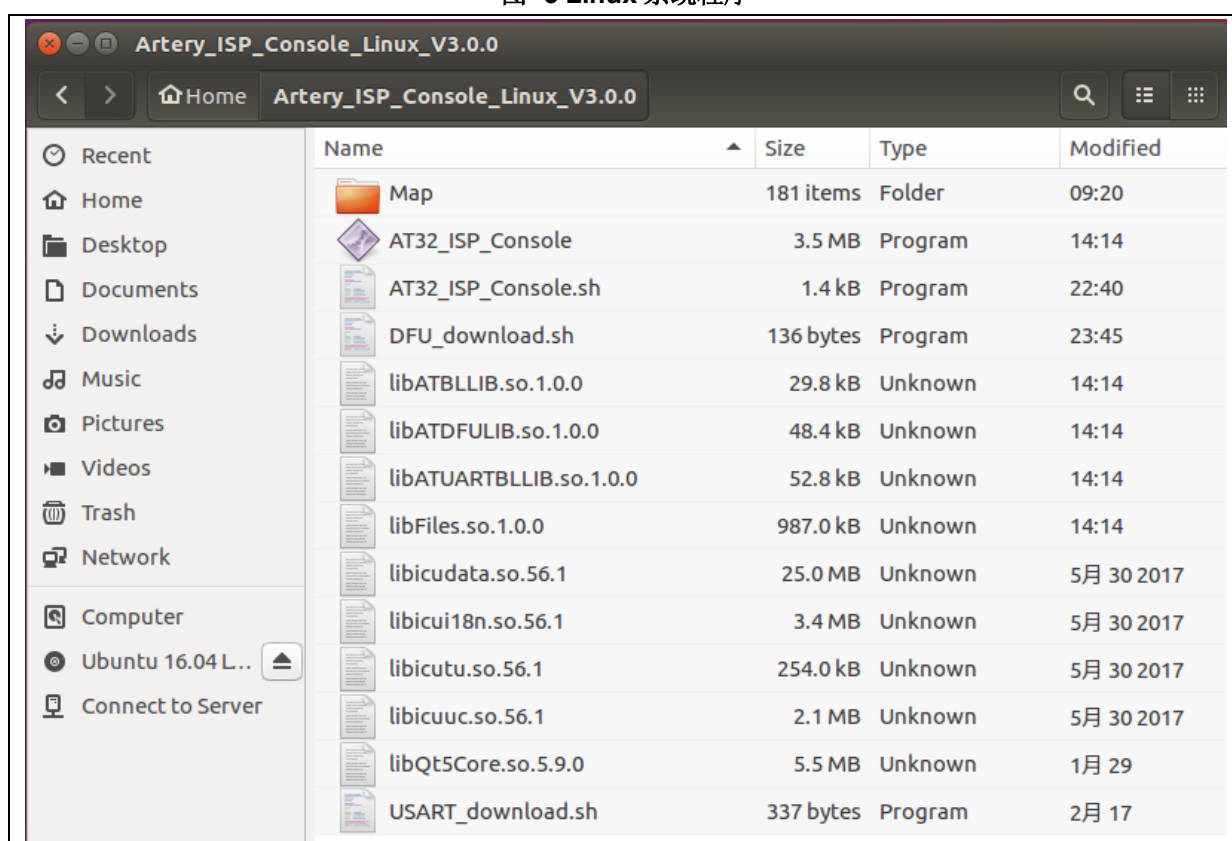 Artery_ISP_Console_Linux_V3.0.0
Home Artery_ISP_Console_Linux_V3.0.0
Recent
Home
Desktop
Documents
Downloads
Music
Pictures
Videos
Trash
Network
Computer
Ubuntu 16.04 L...
Connect to Server
Name Size Type Modified
Map 181 items Folder 09:20
AT32_ISP_Console 3.5 MB Program 14:14
AT32_ISP_Console.sh 1.4 kB Program 22:40
DFU_download.sh 136 bytes Program 23:45
libATBLLIB.so.1.0.0 29.8 kB Unknown 14:14
libATDFULIB.so.1.0.0 48.4 kB Unknown 14:14
libATUARTBLLIB.so.1.0.0 52.8 kB Unknown 14:14
libFiles.so.1.0.0 987.0 kB Unknown 14:14
libicudata.so.56.1 25.0 MB Unknown 5月 30 2017
libicui18n.so.56.1 3.4 MB Unknown 5月 30 2017
libicutu.so.56.1 254.0 kB Unknown 5月 30 2017
libicuuc.so.56.1 2.1 MB Unknown 5月 30 2017
libQt5Core.so.5.9.0 5.5 MB Unknown 1月 29
USART_download.sh 337 bytes Program 2月 17